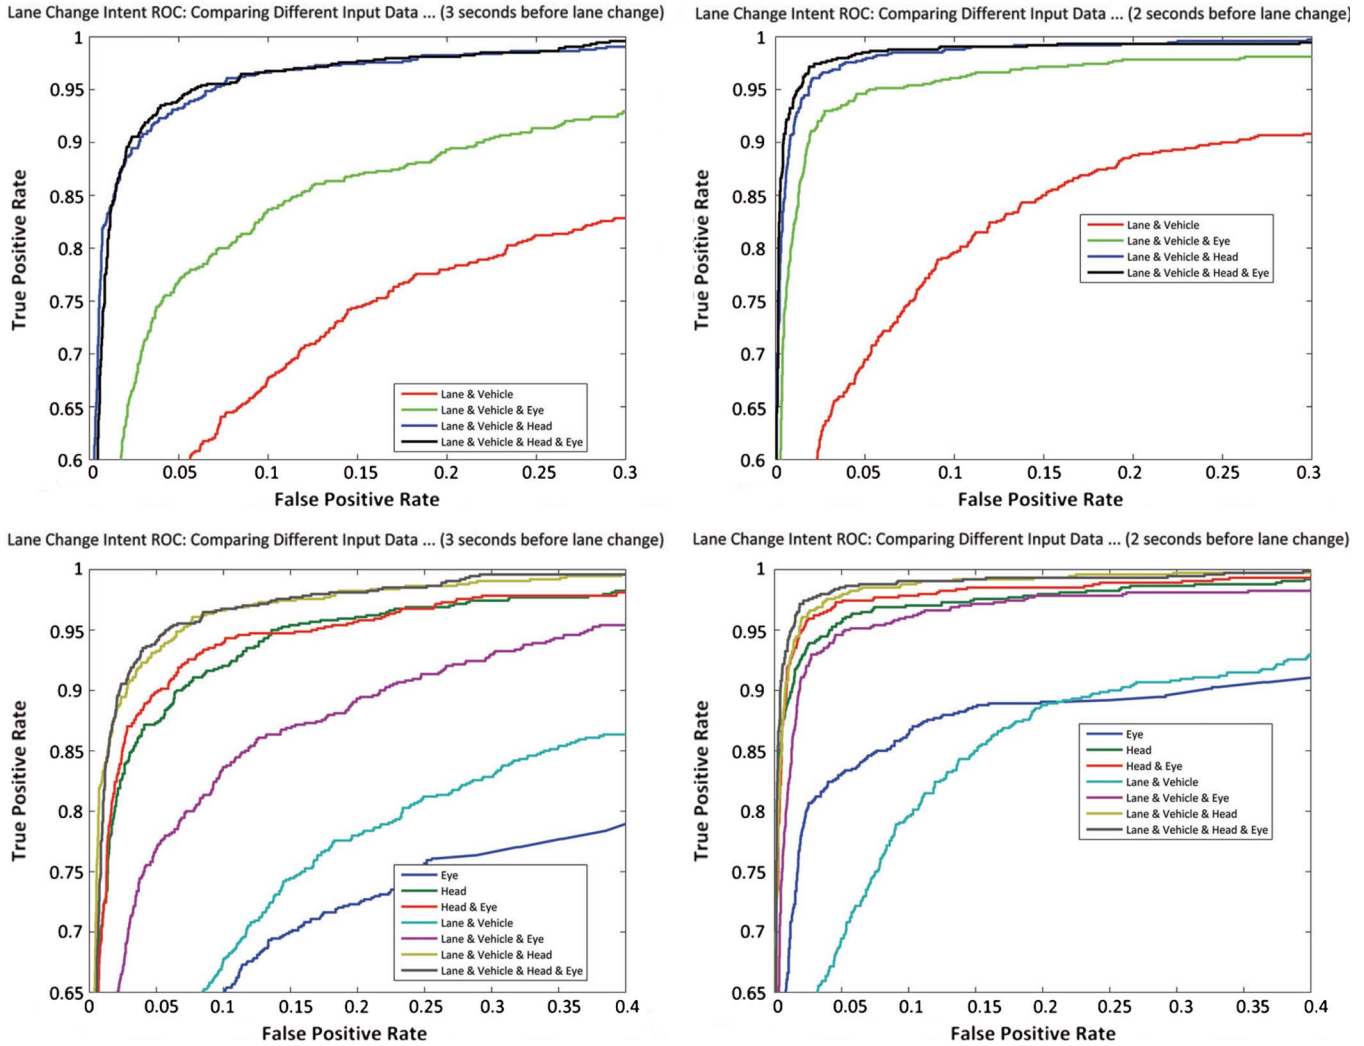 Lane Change Intent ROC: Comparing Different Input Data ... (3 seconds before lane change)
1
0.95
0.9
0.85
0.8
0.75
0.7
0.65
0.6
True Positive Rate
Lane & Vehicle
Lane & Vehicle & Eye
Lane & Vehicle & Head
Lane & Vehicle & Head & Eye
0 0.05 0.1 0.15 0.2 0.25 0.3
False Positive Rate
Lane Change Intent ROC: Comparing Different Input Data ... (2 seconds before lane change)
1
0.95
0.9
0.85
0.8
0.75
0.7
0.65
0.6
True Positive Rate
Lane & Vehicle
Lane & Vehicle & Eye
Lane & Vehicle & Head
Lane & Vehicle & Head & Eye
0 0.05 0.1 0.15 0.2 0.25 0.3
False Positive Rate
Lane Change Intent ROC: Comparing Different Input Data ... (3 seconds before lane change)
1
0.95
0.9
0.85
0.8
0.75
0.7
0.65
True Positive Rate
Eye
Head
Head & Eye
Lane & Vehicle
Lane & Vehicle & Eye
Lane & Vehicle & Head
Lane & Vehicle & Head & Eye
0 0.05 0.1 0.15 0.2 0.25 0.3 0.35 0.4
False Positive Rate
Lane Change Intent ROC: Comparing Different Input Data ... (2 seconds before lane change)
1
0.95
0.9
0.85
0.8
0.75
0.7
0.65
True Positive Rate
Eye
Head
Head & Eye
Lane & Vehicle
Lane & Vehicle & Eye
Lane & Vehicle & Head
Lane & Vehicle & Head & Eye
0 0.05 0.1 0.15 0.2 0.25 0.3 0.35 0.4
False Positive Rate